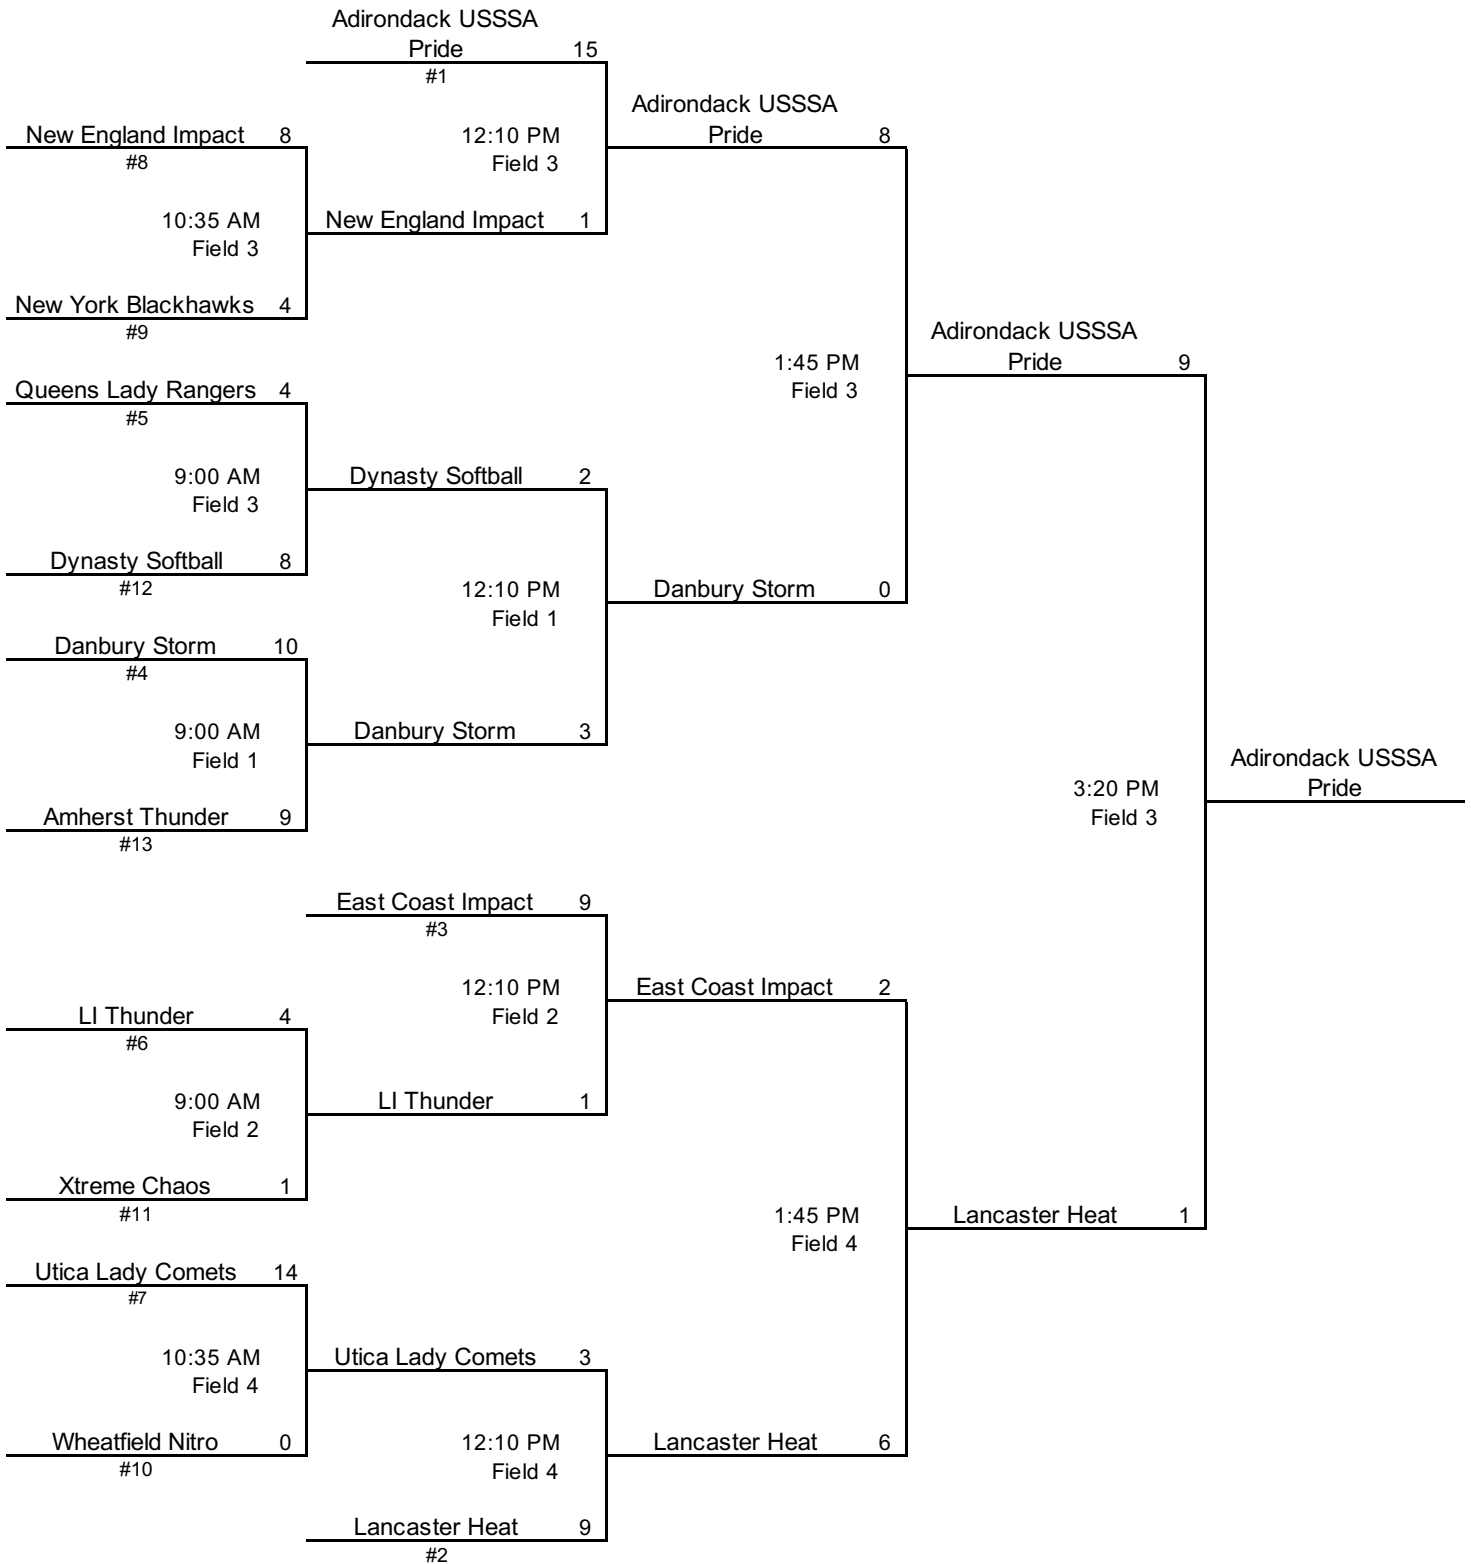 Adirondack USSSA
Pride 15
#1
Adirondack USSSA
Pride 8
New England Impact 8
#8
12:10 PM
Field 3
10:35 AM
Field 3
New England Impact 1
New York Blackhawks 4
#9
Adirondack USSSA
Pride 9
1:45 PM
Field 3
Queens Lady Rangers 4
#5
9:00 AM
Field 3
Dynasty Softball 2
Dynasty Softball 8
#12
12:10 PM
Field 1
Danbury Storm 0
Danbury Storm 10
#4
9:00 AM
Field 1
Danbury Storm 3
Adirondack USSSA
Pride
3:20 PM
Field 3
Amherst Thunder 9
#13
East Coast Impact 9
#3
12:10 PM
Field 2
East Coast Impact 2
LI Thunder 4
#6
9:00 AM
Field 2
LI Thunder 1
Xtreme Chaos 1
#11
1:45 PM
Field 4
Lancaster Heat 1
Utica Lady Comets 14
#7
10:35 AM
Field 4
Utica Lady Comets 3
Wheatfield Nitro 0
#10
12:10 PM
Field 4
Lancaster Heat 6
Lancaster Heat 9
#2